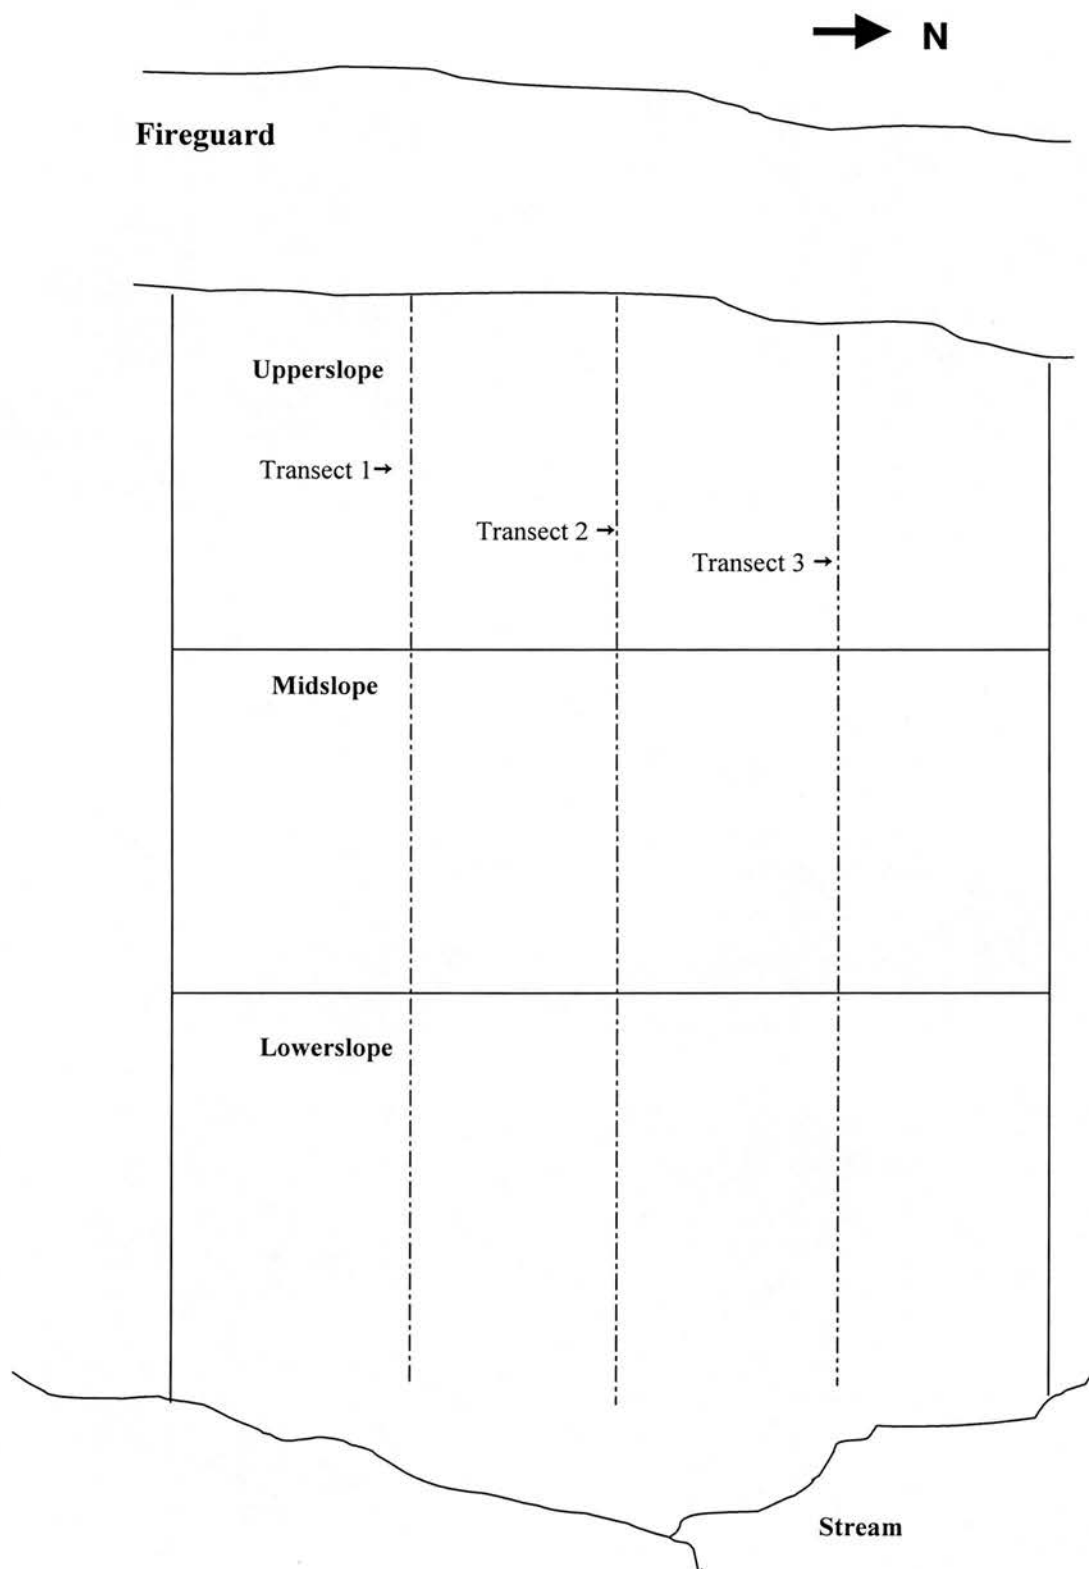 N
Fireguard
Upperslope
Transect 1→
Transect 2 →
Transect 3 →
Midslope
Lowerslope
Stream